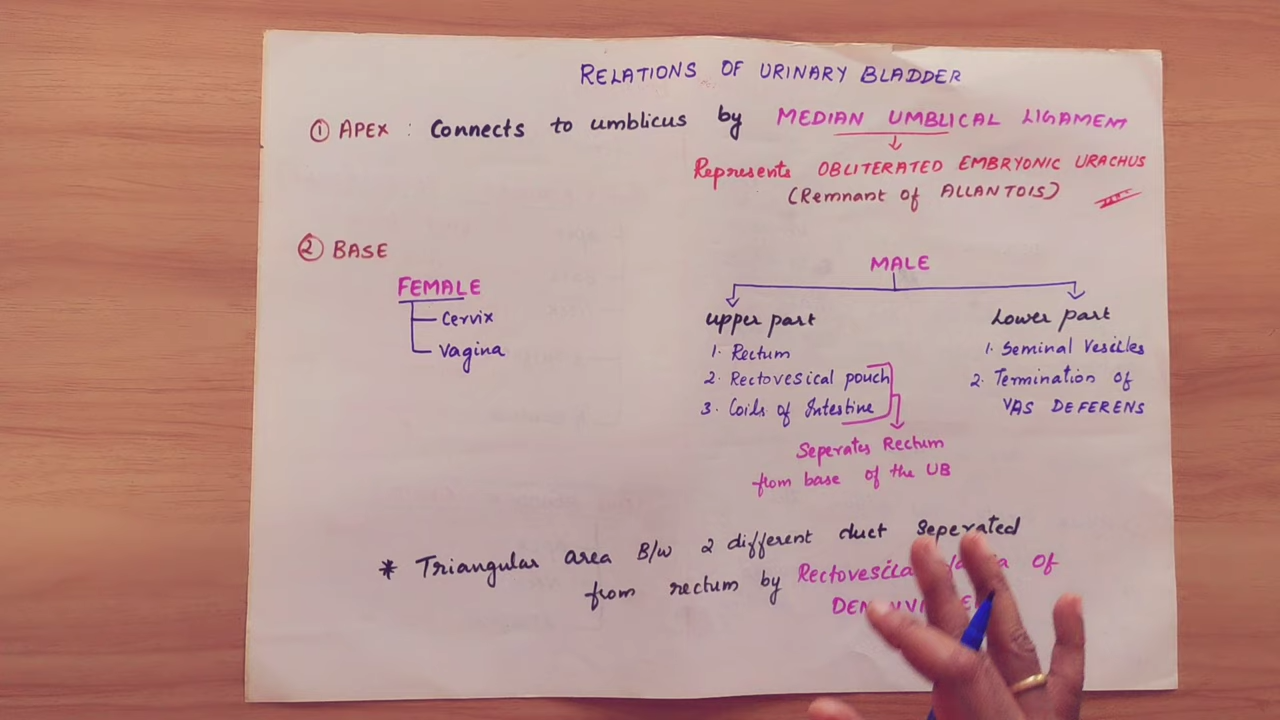 RELATIONS OF URINARY BLADDER
① APEX : Connects to umblicus by MEDIAN UMBLICAL LIGAMENT
Represents OBLITERATED EMBRYONIC URACHUS
(Remnant of ALLANTOIS)
② BASE
FEMALE
Cervix
Vagina
MALE
upper part
1. Rectum
2. Rectovesical pouch
3. Coils of Intestine
Seperates Rectum
from base of the UB
Lower part
1. Seminal Vesicles
2. Termination of
VAS DEFERENS
* Triangular area B/w 2 different duct Seperated
from rectum by Rectovesical of